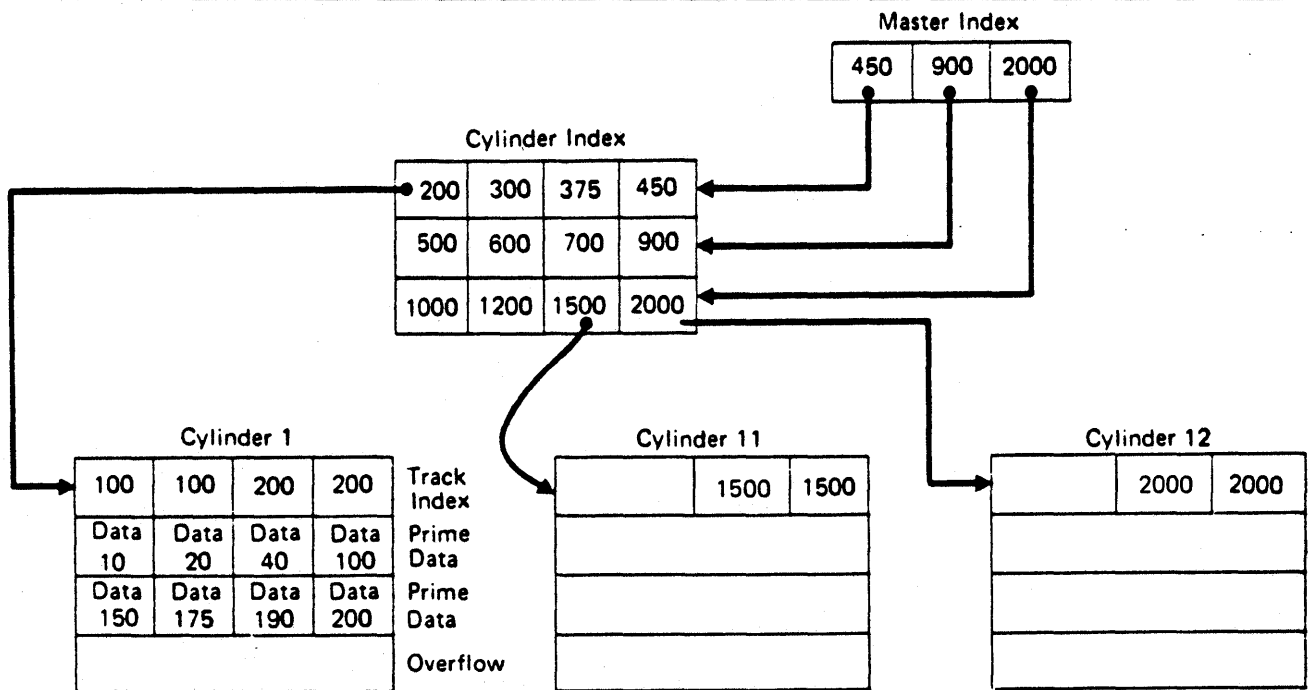 Master Index
450 900 2000
Cylinder Index
200 300 375 450
500 600 700 900
1000 1200 1500 2000
Cylinder 1
100 100 200 200
Track
Index
Data Data Data Data
10 20 40 100
Prime
Data
Data Data Data Data
150 175 190 200
Prime
Data
Overflow
Cylinder 11
1500 1500
Cylinder 12
2000 2000